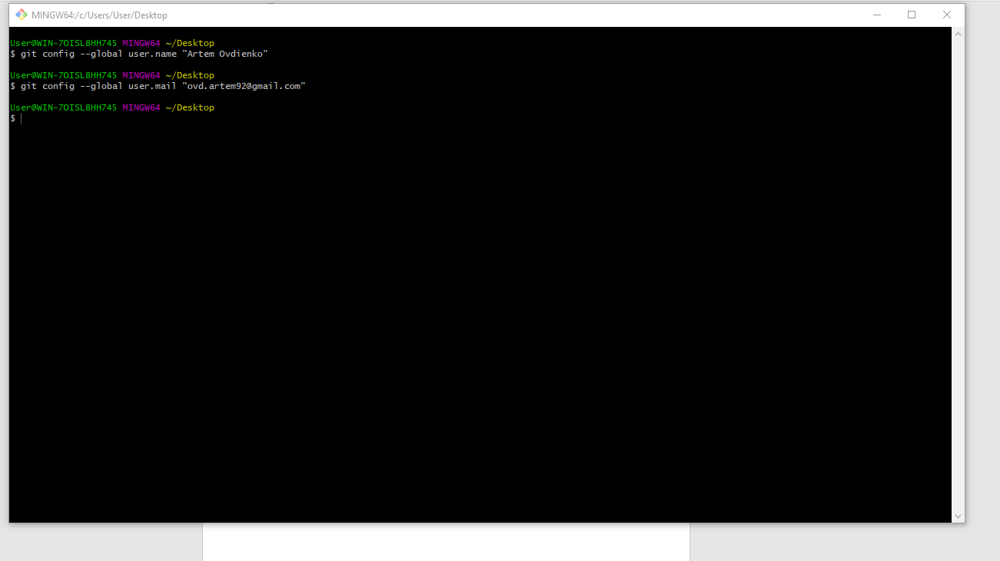 MINGW64:/c/Users/User/Desktop
User@WIN-7OISL8HH745 MINGW64 ~/Desktop
$ git config --global user.name "Artem Ovdienko"
User@WIN-7OISL8HH745 MINGW64 ~/Desktop
$ git config --global user.mail "ovd.artem92@gmail.com"
User@WIN-7OISL8HH745 MINGW64 ~/Desktop
$